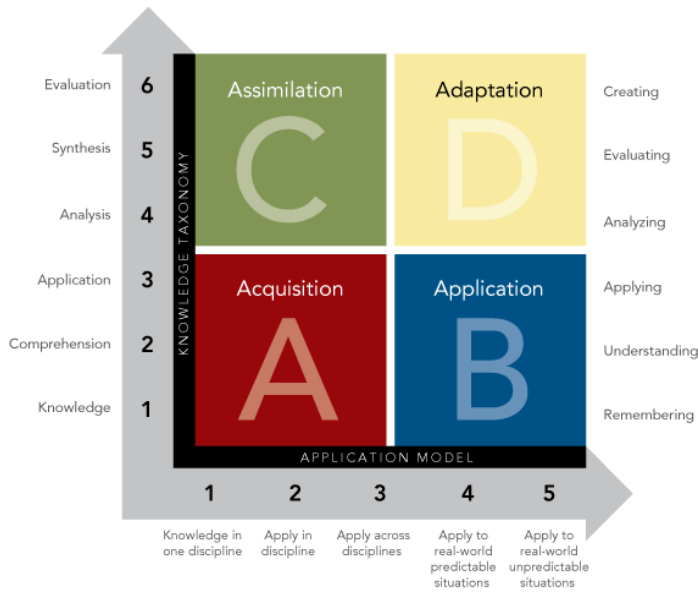 Evaluation 6 Assimilation Adaptation Creating
Synthesis 5 C D Evaluating
Analysis 4 Analyzing
KNOWLEDGE TAXONOMY
Application 3 Acquisition Application Applying
Comprehension 2 A B Understanding
Knowledge 1 Remembering
APPLICATION MODEL
1 2 3 4 5
Knowledge in
one discipline
Apply in
discipline
Apply across
disciplines
Apply to
real-world
predictable
situations
Apply to
real-world
unpredictable
situations